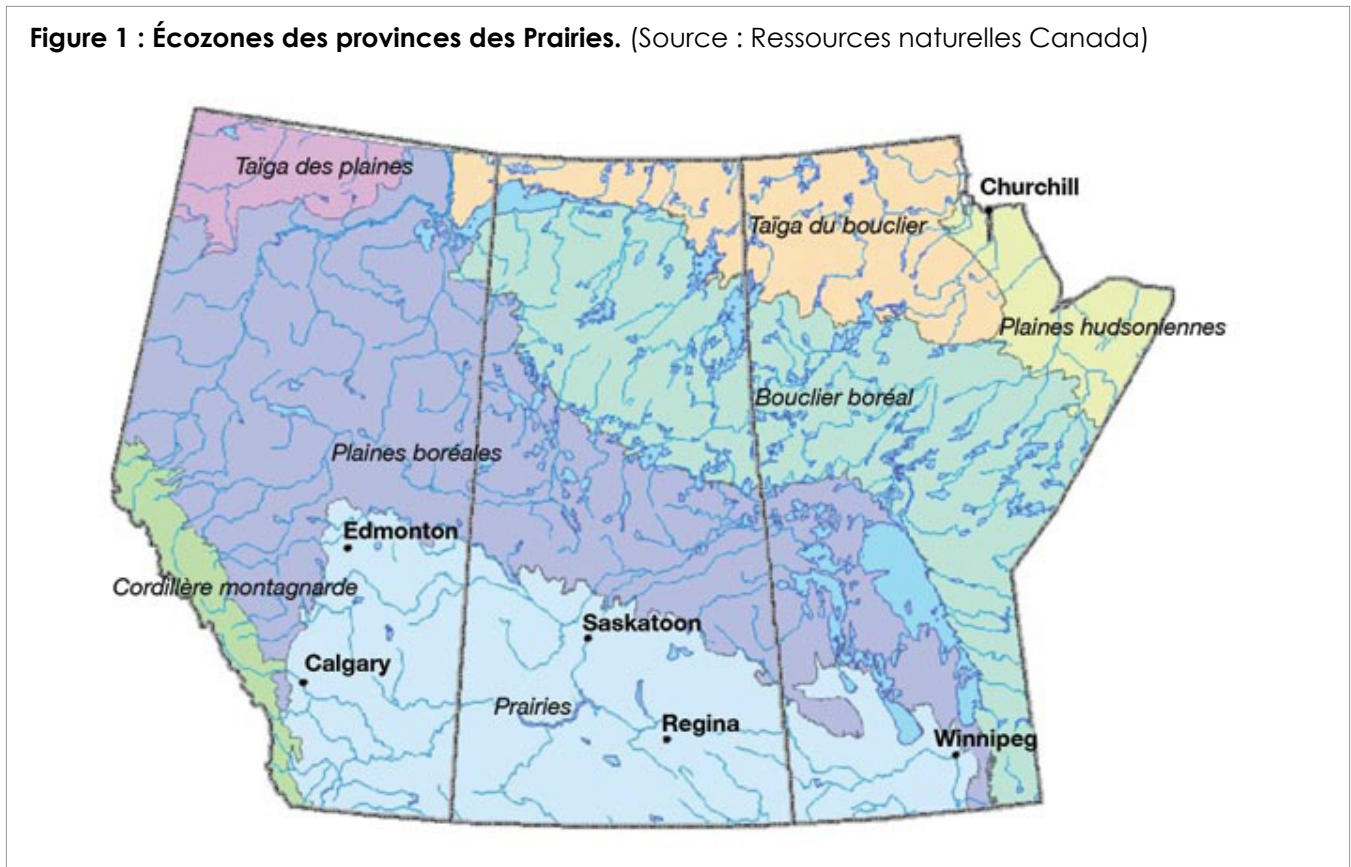 Figure 1 : Écozones des provinces des Prairies. (Source : Ressources naturelles Canada)
Taïga des plaines
Churchill
Taïga du bouclier
Plaines hudsoniennes
Bouclier boréal
Plaines boréales
Edmonton
Cordillère montagnarde
Saskatoon
Calgary
Prairies
Regina
Winnipeg